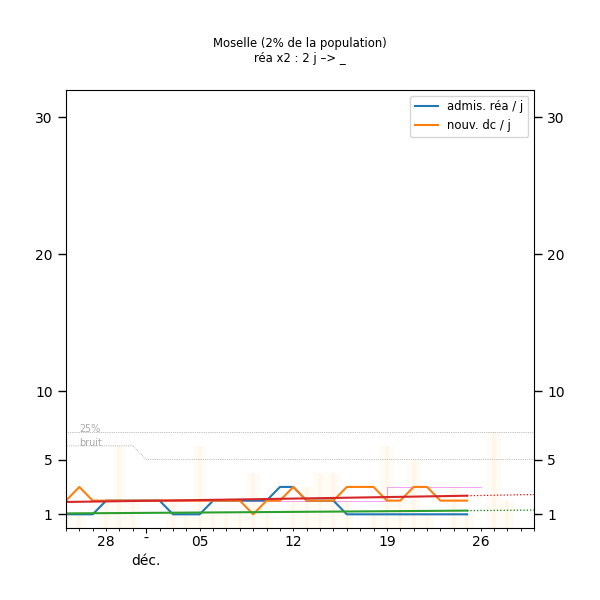 Moselle (2% de la population)
réa x2 : 2 j –> _
admis. réa / j
nouv. dc / j
30
30
20
20
10
10
25%
bruit
5
5
1
1
28
-
05
12
19
26
déc.